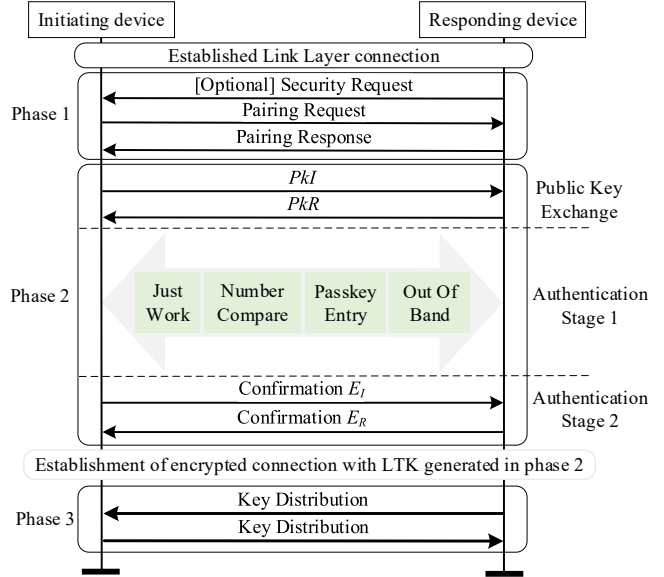 Initiating device
Responding device
Established Link Layer connection
Phase 1
[Optional] Security Request
Pairing Request
Pairing Response
PkI
PkR
Public Key
Exchange
Phase 2
Just
Work
Number
Compare
Passkey
Entry
Out Of
Band
Authentication
Stage 1
Confirmation E_I
Confirmation E_R
Authentication
Stage 2
Establishment of encrypted connection with LTK generated in phase 2
Phase 3
Key Distribution
Key Distribution